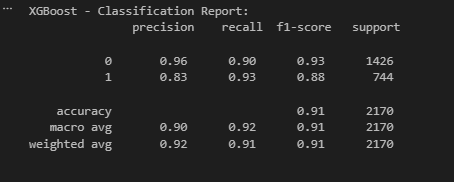 XGBoost - Classification Report:
precision recall f1-score support
0 0.96 0.90 0.93 1426
1 0.83 0.93 0.88 744
accuracy 0.91 2170
macro avg 0.90 0.92 0.91 2170
weighted avg 0.92 0.91 0.91 2170